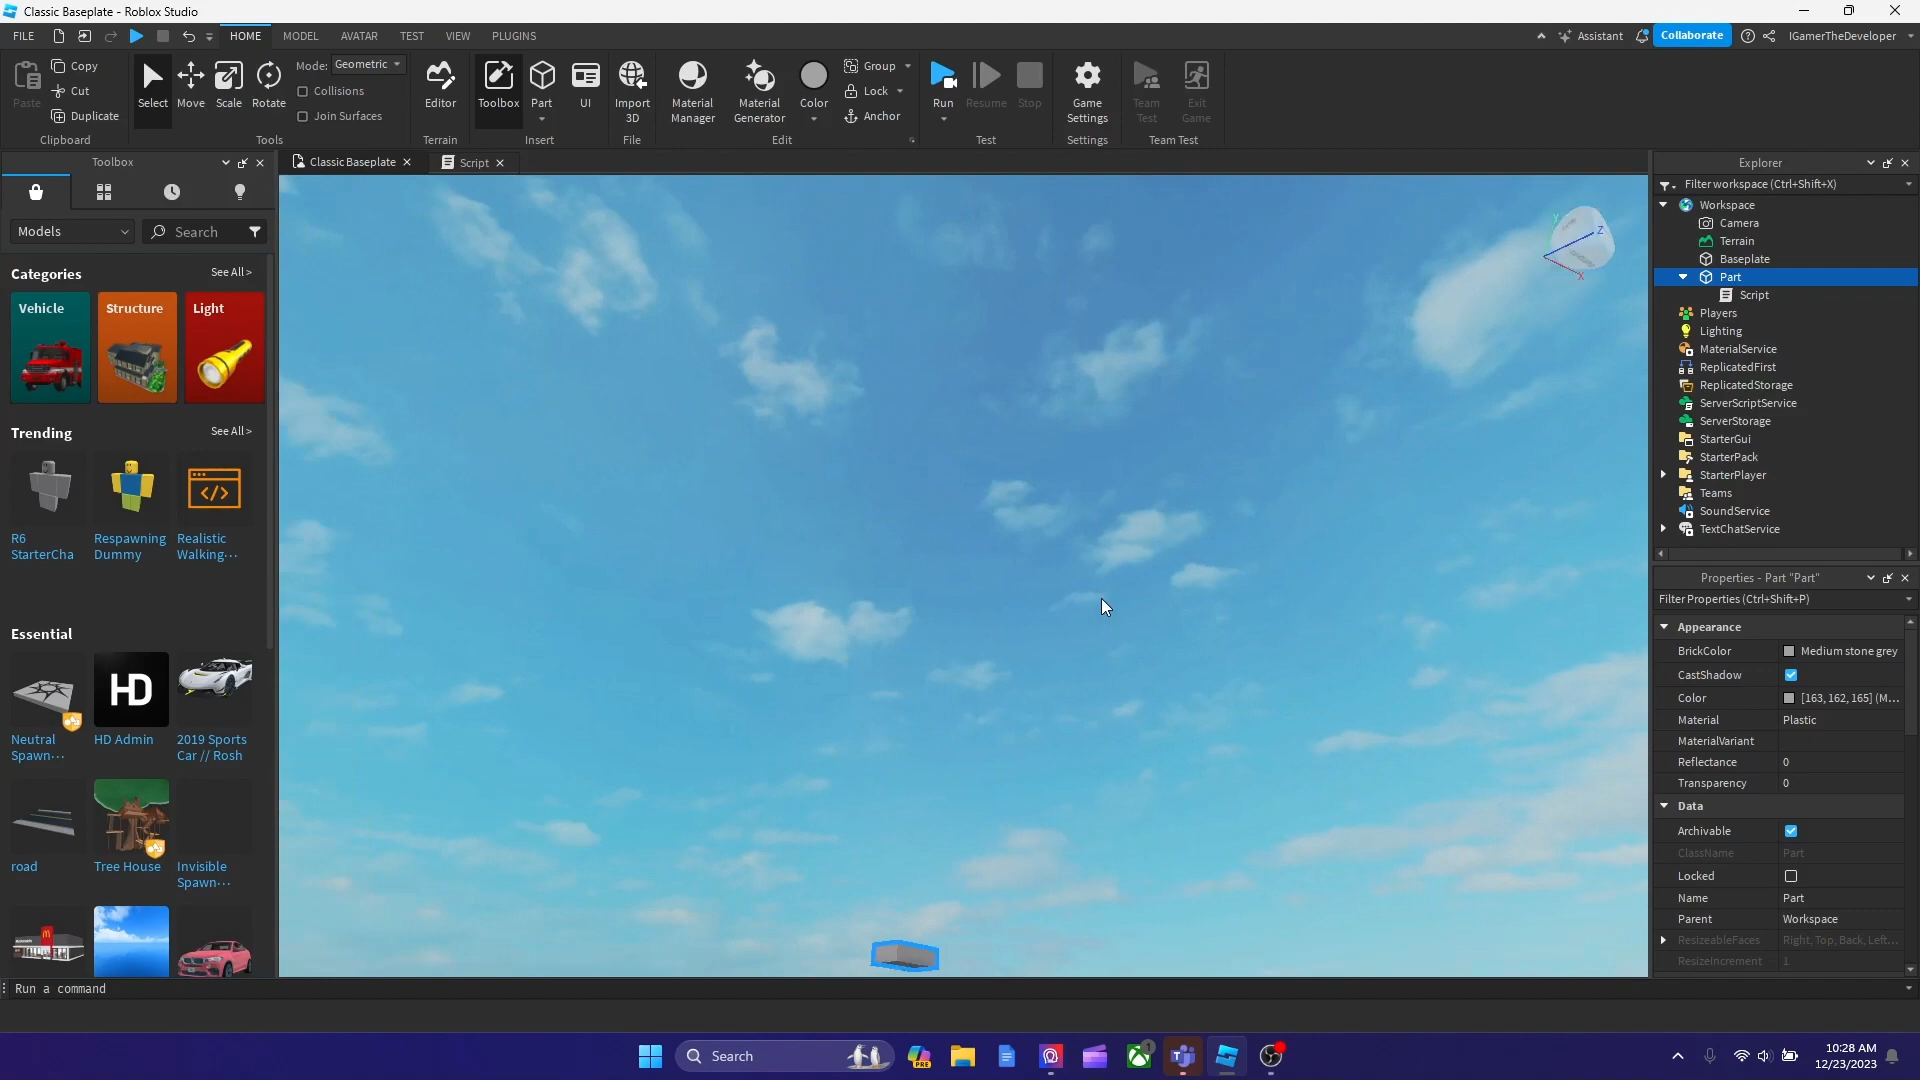 Classic Baseplate - Roblox Studio
FILE HOME MODEL AVATAR TEST VIEW PLUGINS Assistant Collaborate IGamerTheDeveloper
Paste Copy Cut Duplicate
Clipboard
Select Move Scale Rotate
Mode: Geometric
Collisions
Join Surfaces
Tools
Editor
Terrain
Toolbox Part UI
Insert
Import 3D
File
Material Manager
Material Generator
Color
Group
Lock
Anchor
Edit
Run Resume Stop
Test
Game Settings
Settings
Team Test
Exit Game
Team Test
Toolbox
Models Search
Categories See All >
Vehicle Structure Light
Trending See All >
R6 StarterCha
Respawning Dummy
Realistic Walking...
Essential
Neutral Spawn...
HD
HD Admin
2019 Sports Car // Rosh
road
Tree House
Invisible Spawn...
Classic Baseplate Script
Y Z X
Explorer
Filter workspace (Ctrl+Shift+X)
Workspace
Camera
Terrain
Baseplate
Part
Script
Players
Lighting
MaterialService
ReplicatedFirst
ReplicatedStorage
ServerScriptService
ServerStorage
StarterGui
StarterPack
StarterPlayer
Teams
SoundService
TextChatService
Properties - Part "Part"
Filter Properties (Ctrl+Shift+P)
Appearance
BrickColor Medium stone grey
CastShadow
Color [163, 162, 165] (M...
Material Plastic
MaterialVariant
Reflectance 0
Transparency 0
Data
Archivable
ClassName Part
Locked
Name Part
Parent Workspace
ResizeableFaces Right, Top, Back, Left...
ResizeIncrement 1
Run a command
Search
PRE
1
10:28 AM
12/23/2023